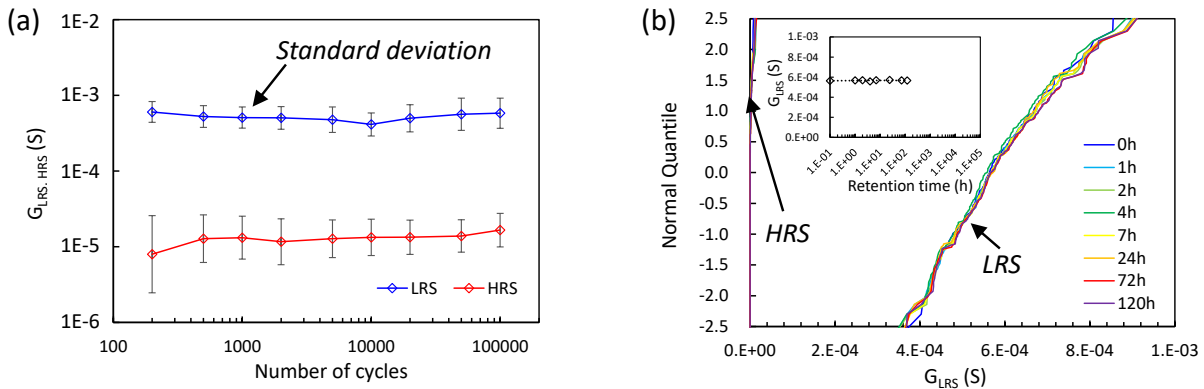 (a)
1E-2
1E-3
1E-4
1E-5
1E-6
G_LRS, HRS (S)
Standard deviation
LRS
HRS
100
1000
10000
100000
Number of cycles
(b)
2.5
2.0
1.5
1.0
0.5
0.0
-0.5
-1.0
-1.5
-2.0
-2.5
Normal Quantile
1.E-03
8.E-04
6.E-04
4.E-04
2.E-04
0.E+00
G_LRS (S)
1.E-01
1.E+00
1.E+01
1.E+02
1.E+03
1.E+04
1.E+05
Retention time (h)
HRS
LRS
0h
1h
2h
4h
7h
24h
72h
120h
0.E+00
2.E-04
4.E-04
6.E-04
8.E-04
1.E-03
G_LRS (S)